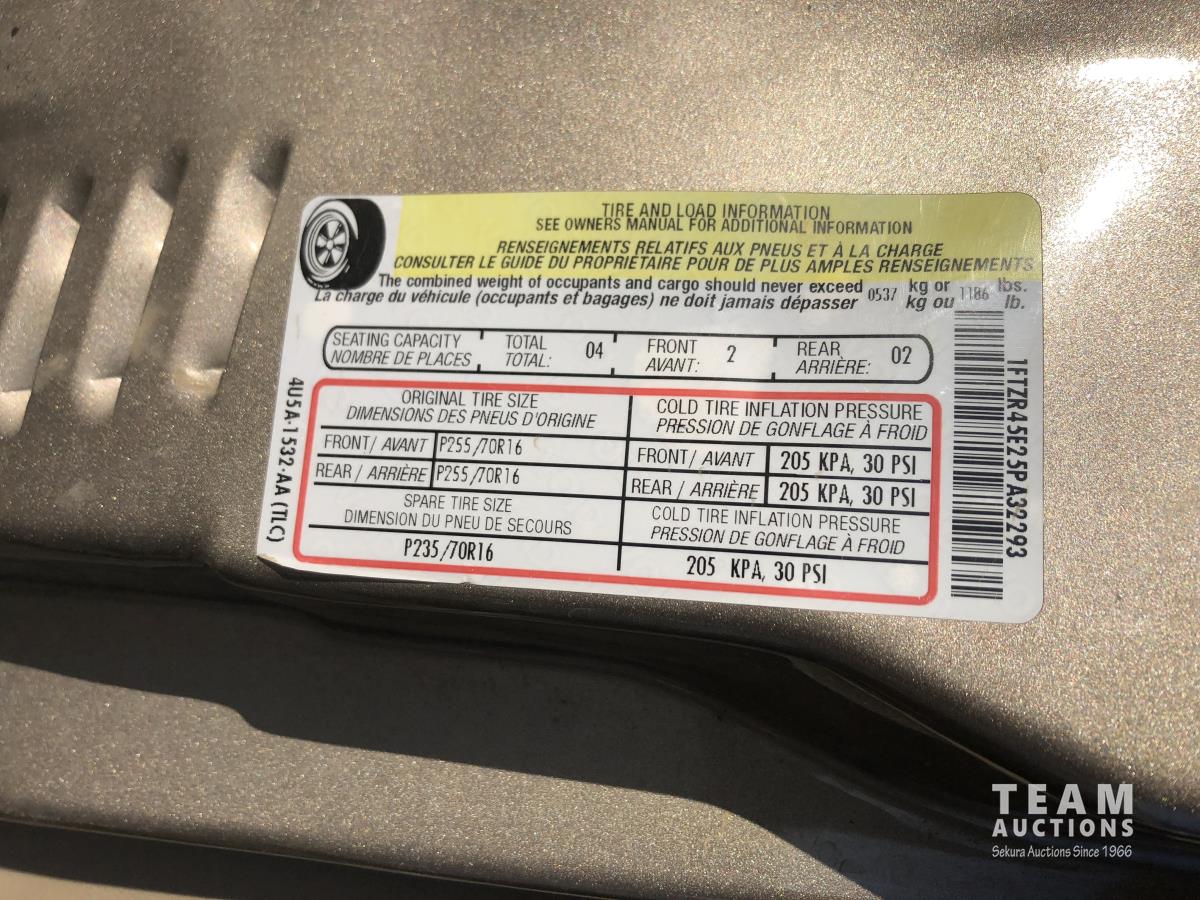 TIRE AND LOAD INFORMATION
SEE OWNERS MANUAL FOR ADDITIONAL INFORMATION
RENSEIGNEMENTS RELATIFS AUX PNEUS ET À LA CHARGE
CONSULTER LE GUIDE DU PROPRIÉTAIRE POUR DE PLUS AMPLES RENSEIGNEMENTS
The combined weight of occupants and cargo should never exceed 0537 kg or 1186 lbs.
La charge du véhicule (occupants et bagages) ne doit jamais dépasser kg ou lb.
SEATING CAPACITY TOTAL 04 FRONT 2 REAR 02
NOMBRE DE PLACES TOTAL: AVANT: ARRIÈRE:
ORIGINAL TIRE SIZE COLD TIRE INFLATION PRESSURE
DIMENSIONS DES PNEUS D'ORIGINE PRESSION DE GONFLAGE À FROID
FRONT/ AVANT P255/70R16 FRONT/ AVANT 205 KPA, 30 PSI
REAR / ARRIÈRE P255/70R16 REAR / ARRIÈRE 205 KPA, 30 PSI
SPARE TIRE SIZE COLD TIRE INFLATION PRESSURE
DIMENSION DU PNEU DE SECOURS PRESSION DE GONFLAGE À FROID
P235/70R16 205 KPA, 30 PSI
4U5A-1532-AA (TLC)
1FTZR45E25PA32293
TEAM
AUCTIONS
Sekura Auctions Since 1966